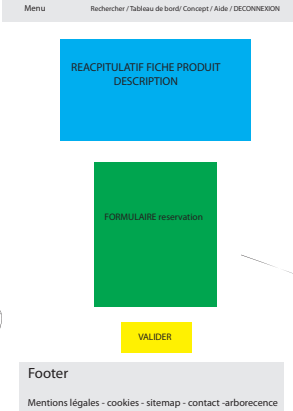 Menu Rechercher / Tableau de bord/ Concept / Aide / DECONNEXION
REACPITULATIF FICHE PRODUIT
DESCRIPTION
FORMULAIRE reservation
VALIDER
Footer
Mentions légales - cookies - sitemap - contact -arborecence